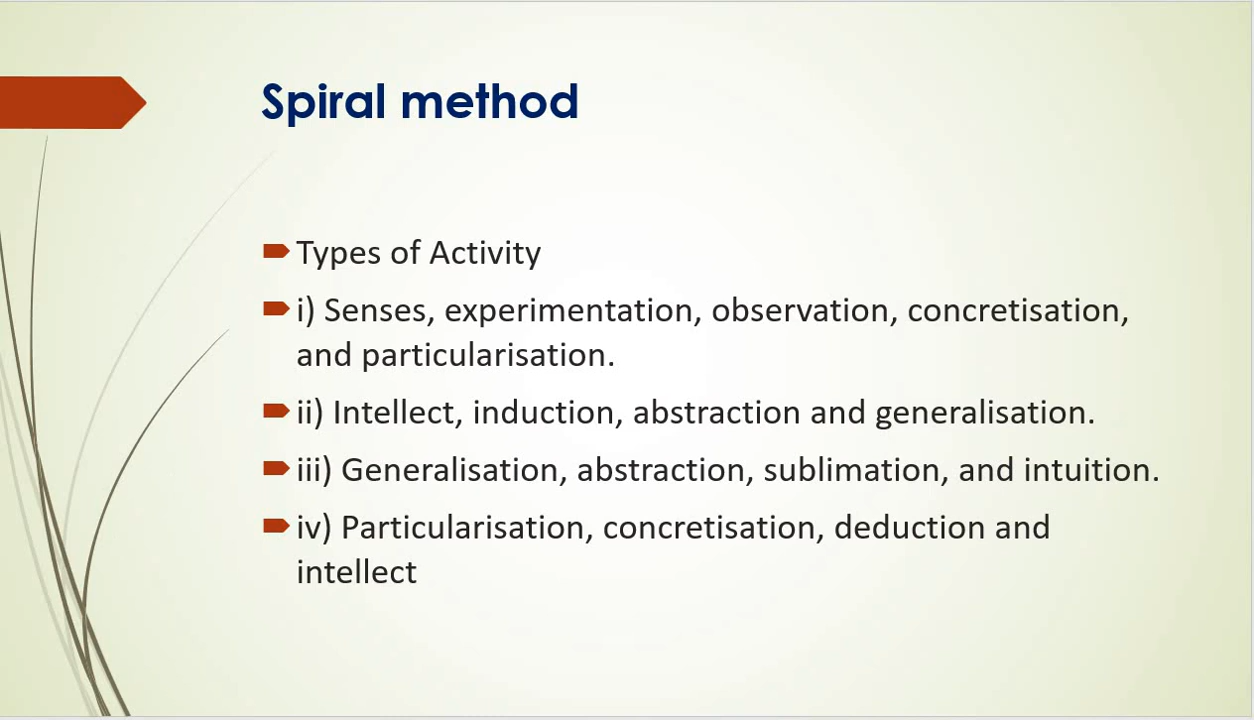 Spiral method
Types of Activity
i) Senses, experimentation, observation, concretisation,
and particularisation.
ii) Intellect, induction, abstraction and generalisation.
iii) Generalisation, abstraction, sublimation, and intuition.
iv) Particularisation, concretisation, deduction and
intellect